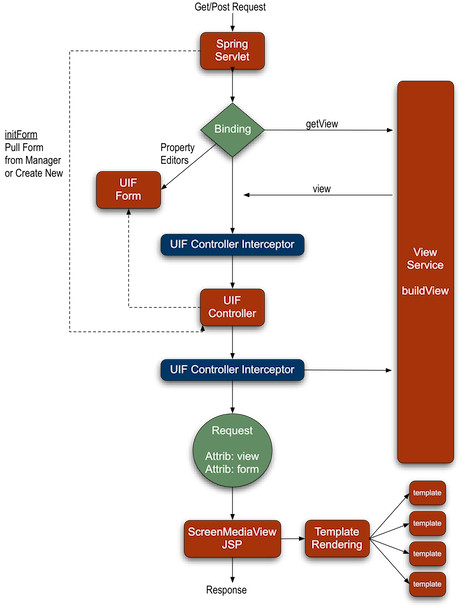 Get/Post Request
Spring
Servlet
Binding
getView
initForm
Pull Form
from Manager
or Create New
Property
Editors
UIF
Form
view
UIF Controller Interceptor
View
Service
buildView
UIF
Controller
UIF Controller Interceptor
Request
Attrib: view
Attrib: form
ScreenMediaView
JSP
Template
Rendering
template
template
template
template
Response